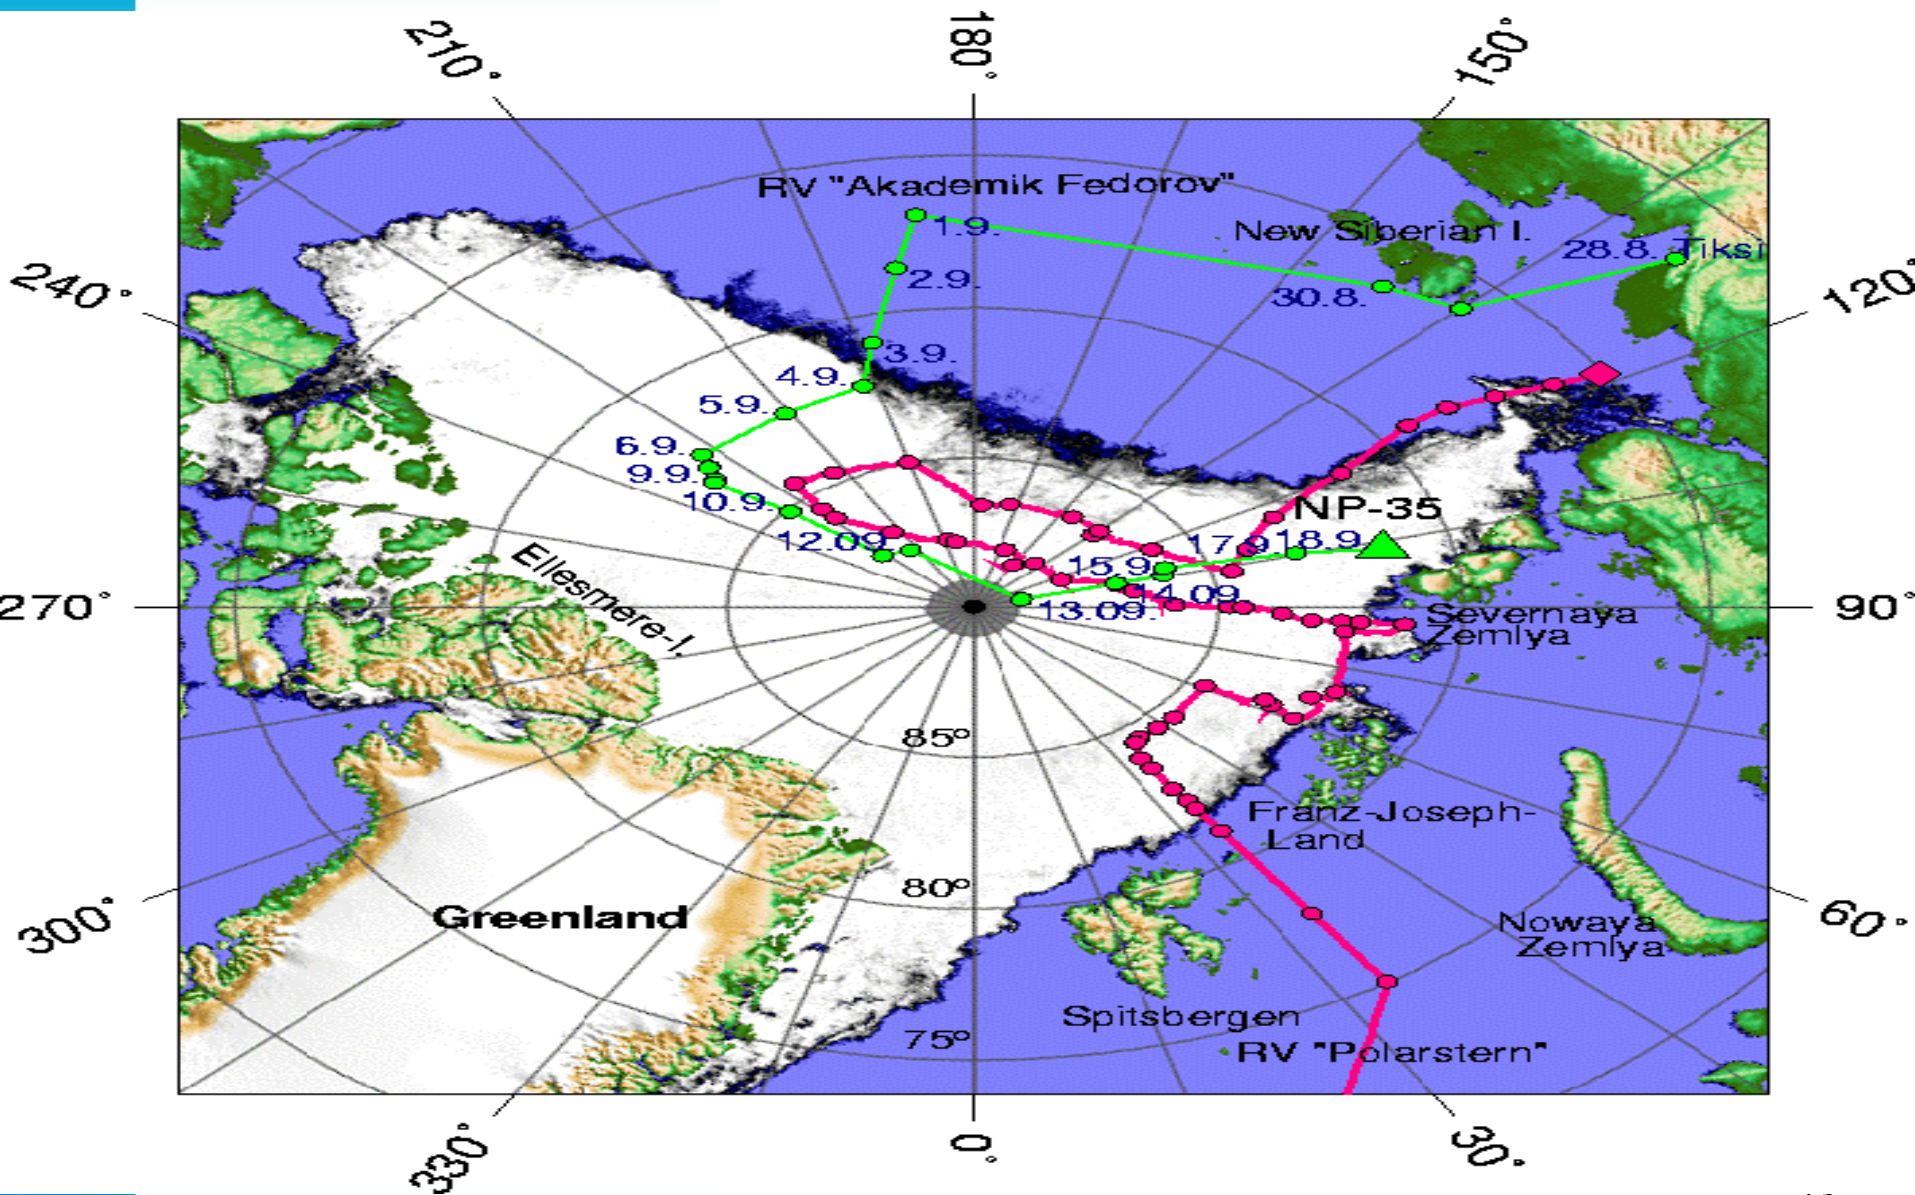 180°
210°
150°
RV "Akademik Fedorov"
1.9.
New Siberian I.
28.8. Tiksi
2.9.
240°
30.8.
120°
3.9.
4.9.
5.9.
6.9.
9.9.
10.9.
NP-35
12.09
17.9
18.9
15.9
14.09
13.09.
Ellesmere-I.
270°
90°
Severnaya
Zemlya
85°
Franz-Joseph-
Land
80°
Greenland
300°
60°
Nowaya
Zemlya
Spitsbergen
75°
RV "Polarstern"
330°
0°
30°